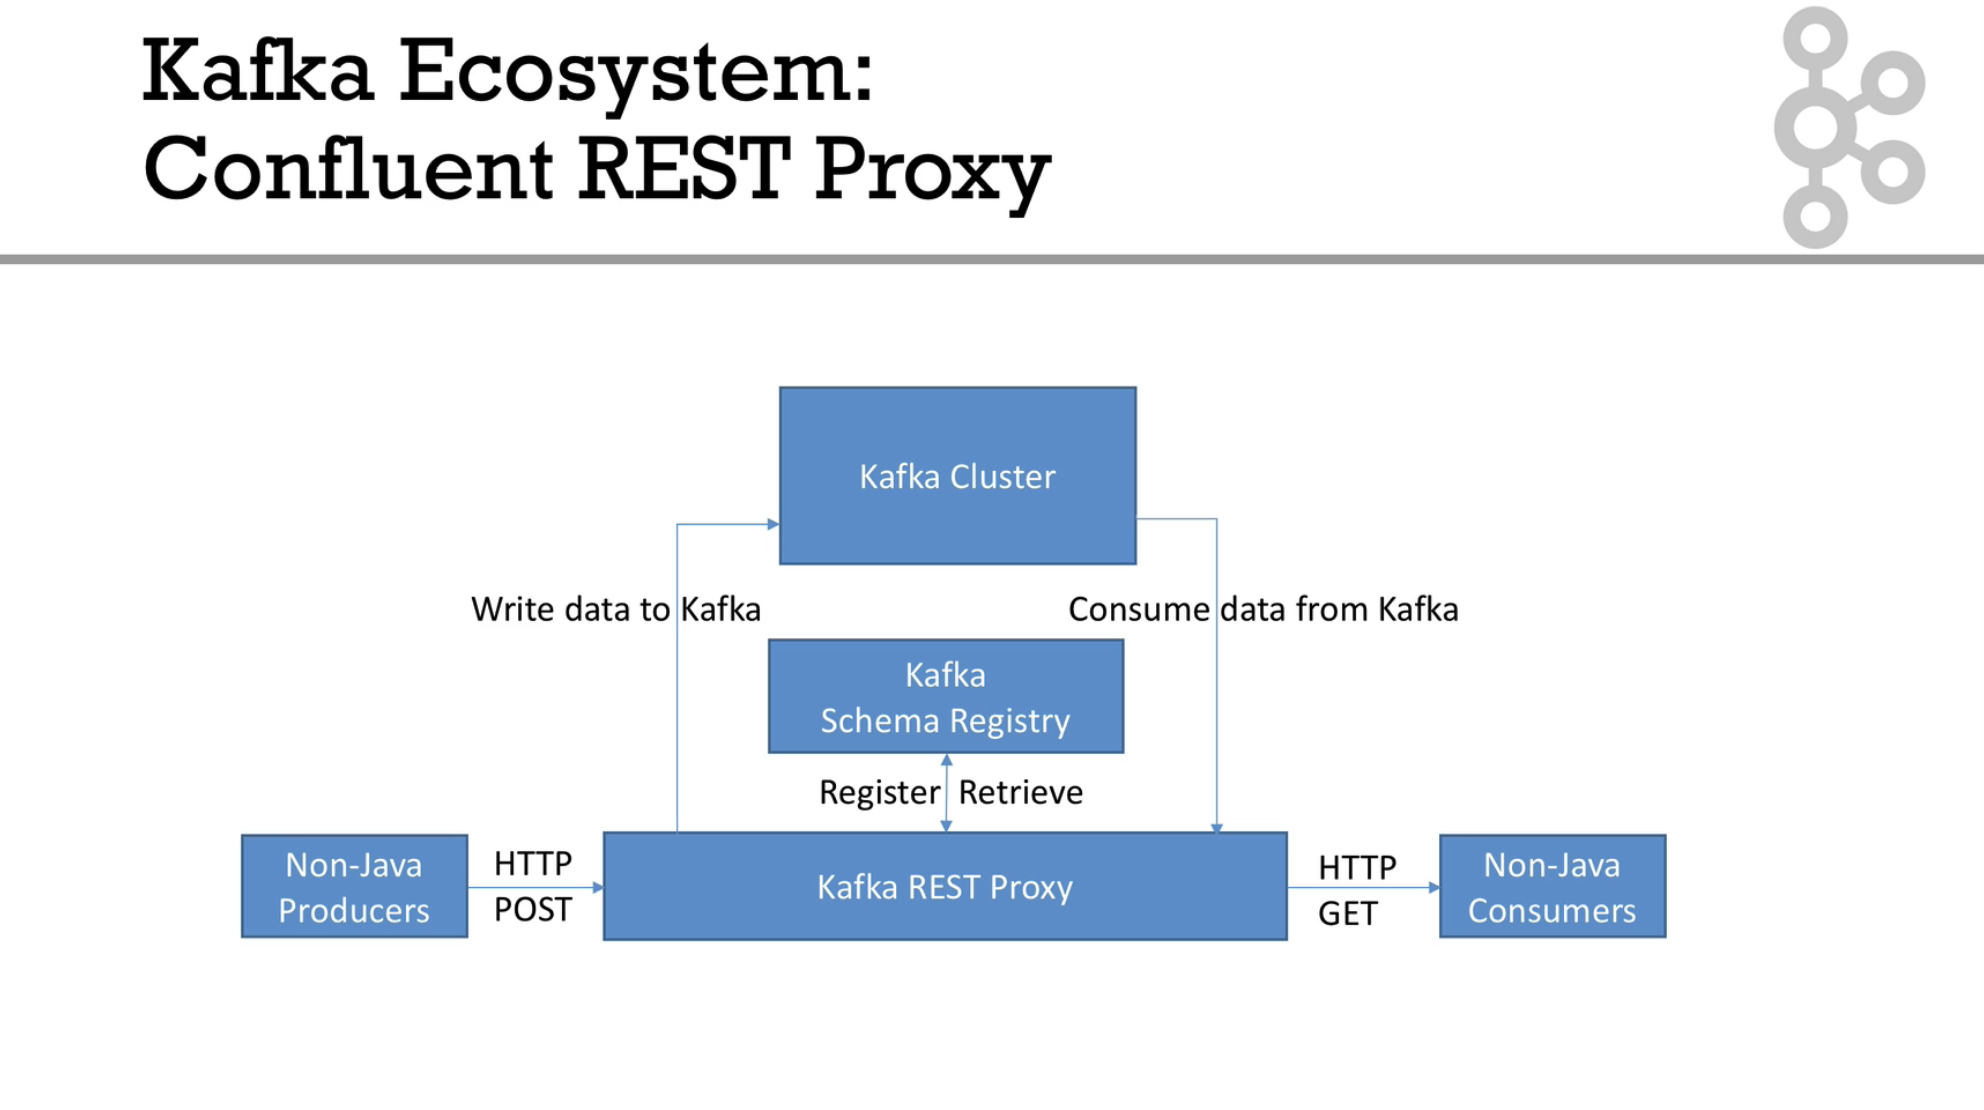 Kafka Ecosystem:
Confluent REST Proxy
Kafka Cluster
Write data to Kafka
Consume data from Kafka
Kafka
Schema Registry
Register Retrieve
Non-Java
Producers
HTTP
POST
Kafka REST Proxy
HTTP
GET
Non-Java
Consumers